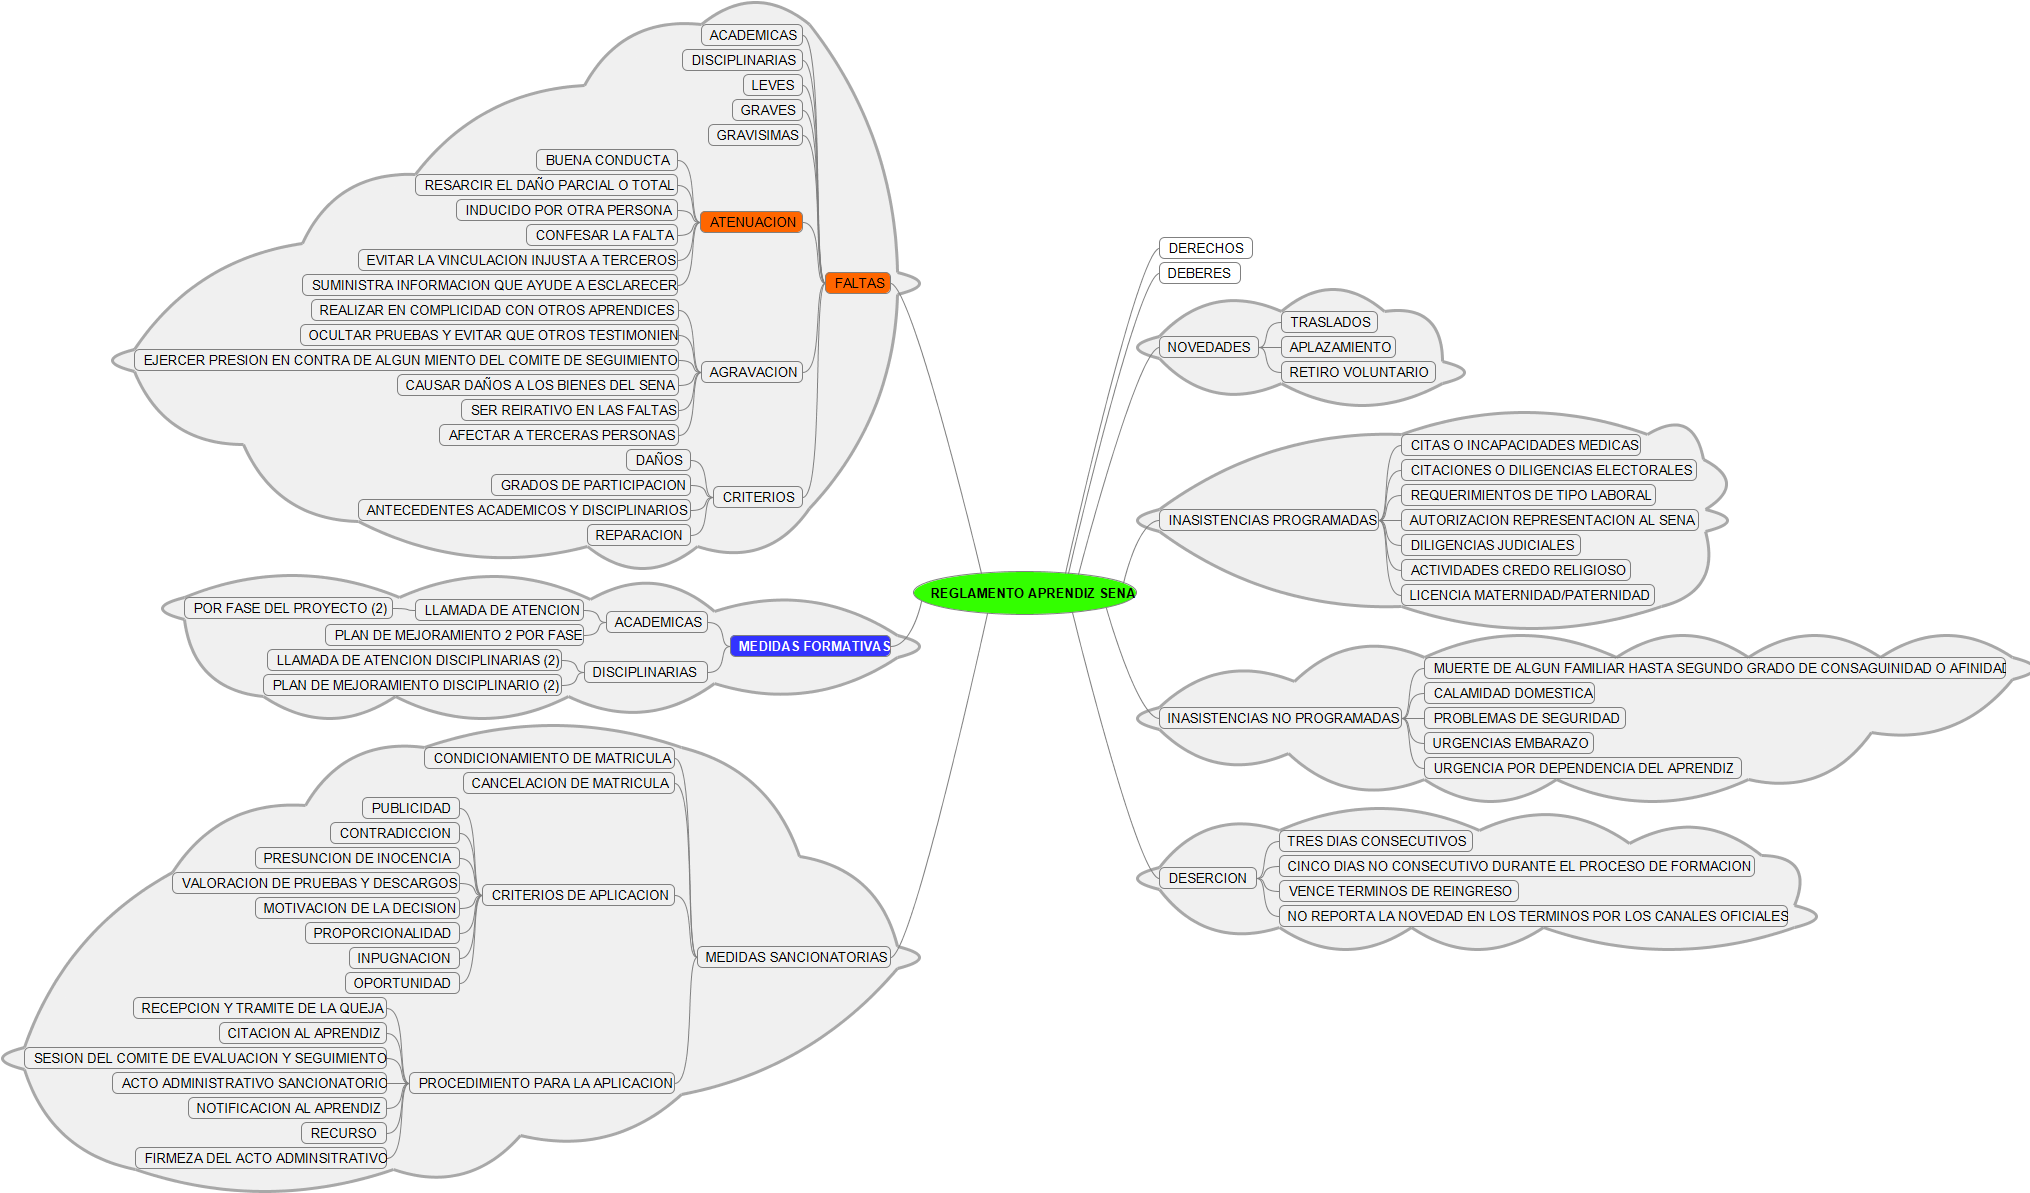 REGLAMENTO APRENDIZ SENA
FALTAS
ACADEMICAS
DISCIPLINARIAS
LEVES
GRAVES
GRAVISIMAS
ATENUACION
BUENA CONDUCTA
RESARCIR EL DAÑO PARCIAL O TOTAL
INDUCIDO POR OTRA PERSONA
CONFESAR LA FALTA
EVITAR LA VINCULACION INJUSTA A TERCEROS
SUMINISTRA INFORMACION QUE AYUDE A ESCLARECER
AGRAVACION
REALIZAR EN COMPLICIDAD CON OTROS APRENDICES
OCULTAR PRUEBAS Y EVITAR QUE OTROS TESTIMONIEN
EJERCER PRESION EN CONTRA DE ALGUN MIENTO DEL COMITE DE SEGUIMIENTO
CAUSAR DAÑOS A LOS BIENES DEL SENA
SER REIRATIVO EN LAS FALTAS
AFECTAR A TERCERAS PERSONAS
CRITERIOS
DAÑOS
GRADOS DE PARTICIPACION
ANTECEDENTES ACADEMICOS Y DISCIPLINARIOS
REPARACION
MEDIDAS FORMATIVAS
ACADEMICAS
LLAMADA DE ATENCION
POR FASE DEL PROYECTO (2)
PLAN DE MEJORAMIENTO 2 POR FASE
DISCIPLINARIAS
LLAMADA DE ATENCION DISCIPLINARIAS (2)
PLAN DE MEJORAMIENTO DISCIPLINARIO (2)
MEDIDAS SANCIONATORIAS
CONDICIONAMIENTO DE MATRICULA
CANCELACION DE MATRICULA
CRITERIOS DE APLICACION
PUBLICIDAD
CONTRADICCION
PRESUNCION DE INOCENCIA
VALORACION DE PRUEBAS Y DESCARGOS
MOTIVACION DE LA DECISION
PROPORCIONALIDAD
INPUGNACION
OPORTUNIDAD
PROCEDIMIENTO PARA LA APLICACION
RECEPCION Y TRAMITE DE LA QUEJA
CITACION AL APRENDIZ
SESION DEL COMITE DE EVALUACION Y SEGUIMIENTO
ACTO ADMINISTRATIVO SANCIONATORIO
NOTIFICACION AL APRENDIZ
RECURSO
FIRMEZA DEL ACTO ADMINSITRATIVO
DERECHOS
DEBERES
NOVEDADES
TRASLADOS
APLAZAMIENTO
RETIRO VOLUNTARIO
INASISTENCIAS PROGRAMADAS
CITAS O INCAPACIDADES MEDICAS
CITACIONES O DILIGENCIAS ELECTORALES
REQUERIMIENTOS DE TIPO LABORAL
AUTORIZACION REPRESENTACION AL SENA
DILIGENCIAS JUDICIALES
ACTIVIDADES CREDO RELIGIOSO
LICENCIA MATERNIDAD/PATERNIDAD
INASISTENCIAS NO PROGRAMADAS
MUERTE DE ALGUN FAMILIAR HASTA SEGUNDO GRADO DE CONSAGUINIDAD O AFINIDAD
CALAMIDAD DOMESTICA
PROBLEMAS DE SEGURIDAD
URGENCIAS EMBARAZO
URGENCIA POR DEPENDENCIA DEL APRENDIZ
DESERCION
TRES DIAS CONSECUTIVOS
CINCO DIAS NO CONSECUTIVO DURANTE EL PROCESO DE FORMACION
VENCE TERMINOS DE REINGRESO
NO REPORTA LA NOVEDAD EN LOS TERMINOS POR LOS CANALES OFICIALES